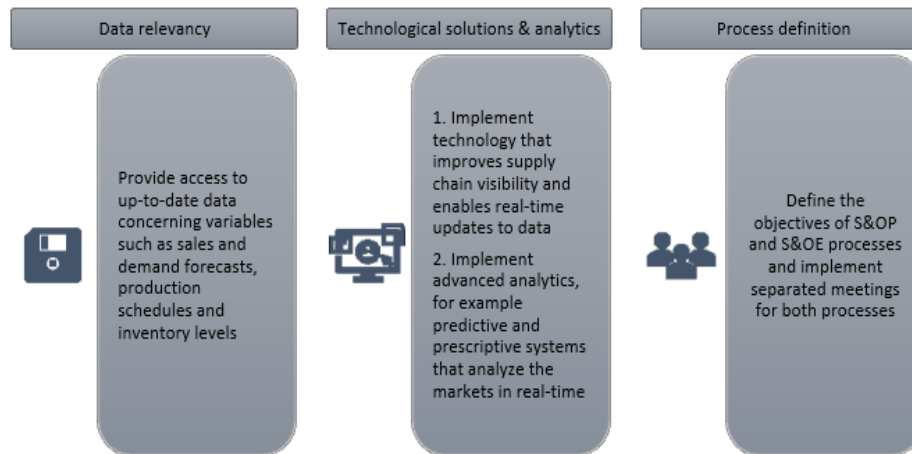 Data relevancy
Technological solutions & analytics
Process definition
Provide access to
up-to-date data
concerning variables
such as sales and
demand forecasts,
production
schedules and
inventory levels
1. Implement
technology that
improves supply
chain visibility and
enables real-time
updates to data
2. Implement
advanced analytics,
for example
predictive and
prescriptive systems
that analyze the
markets in real-time
Define the
objectives of S&OP
and S&OE processes
and implement
separated meetings
for both processes